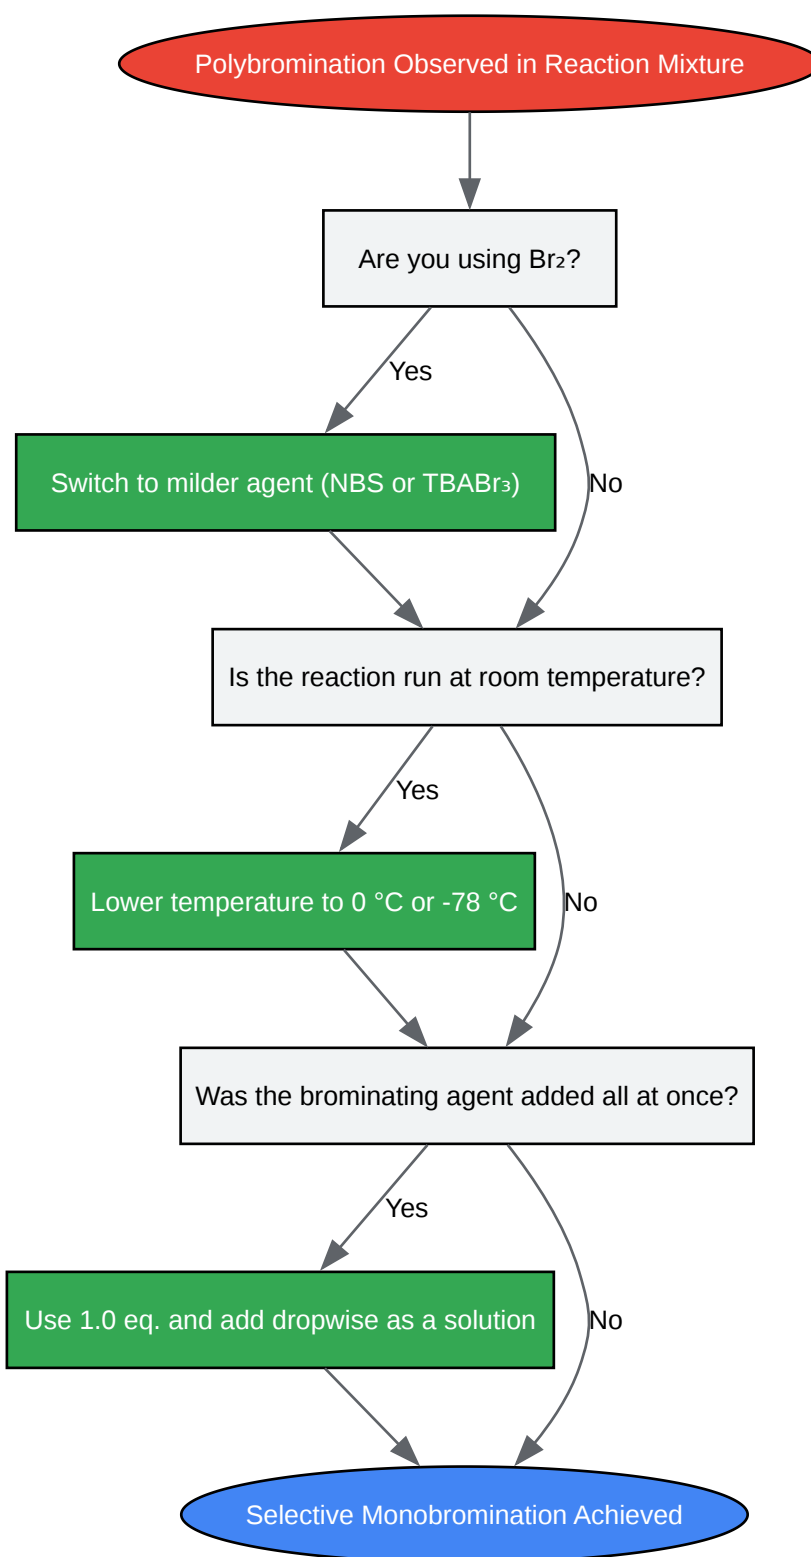 Polybromination Observed in Reaction Mixture
Are you using Br₂?
Yes
Switch to milder agent (NBS or TBABr₃)
No
Is the reaction run at room temperature?
Yes
Lower temperature to 0 °C or -78 °C
No
Was the brominating agent added all at once?
Yes
Use 1.0 eq. and add dropwise as a solution
No
Selective Monobromination Achieved